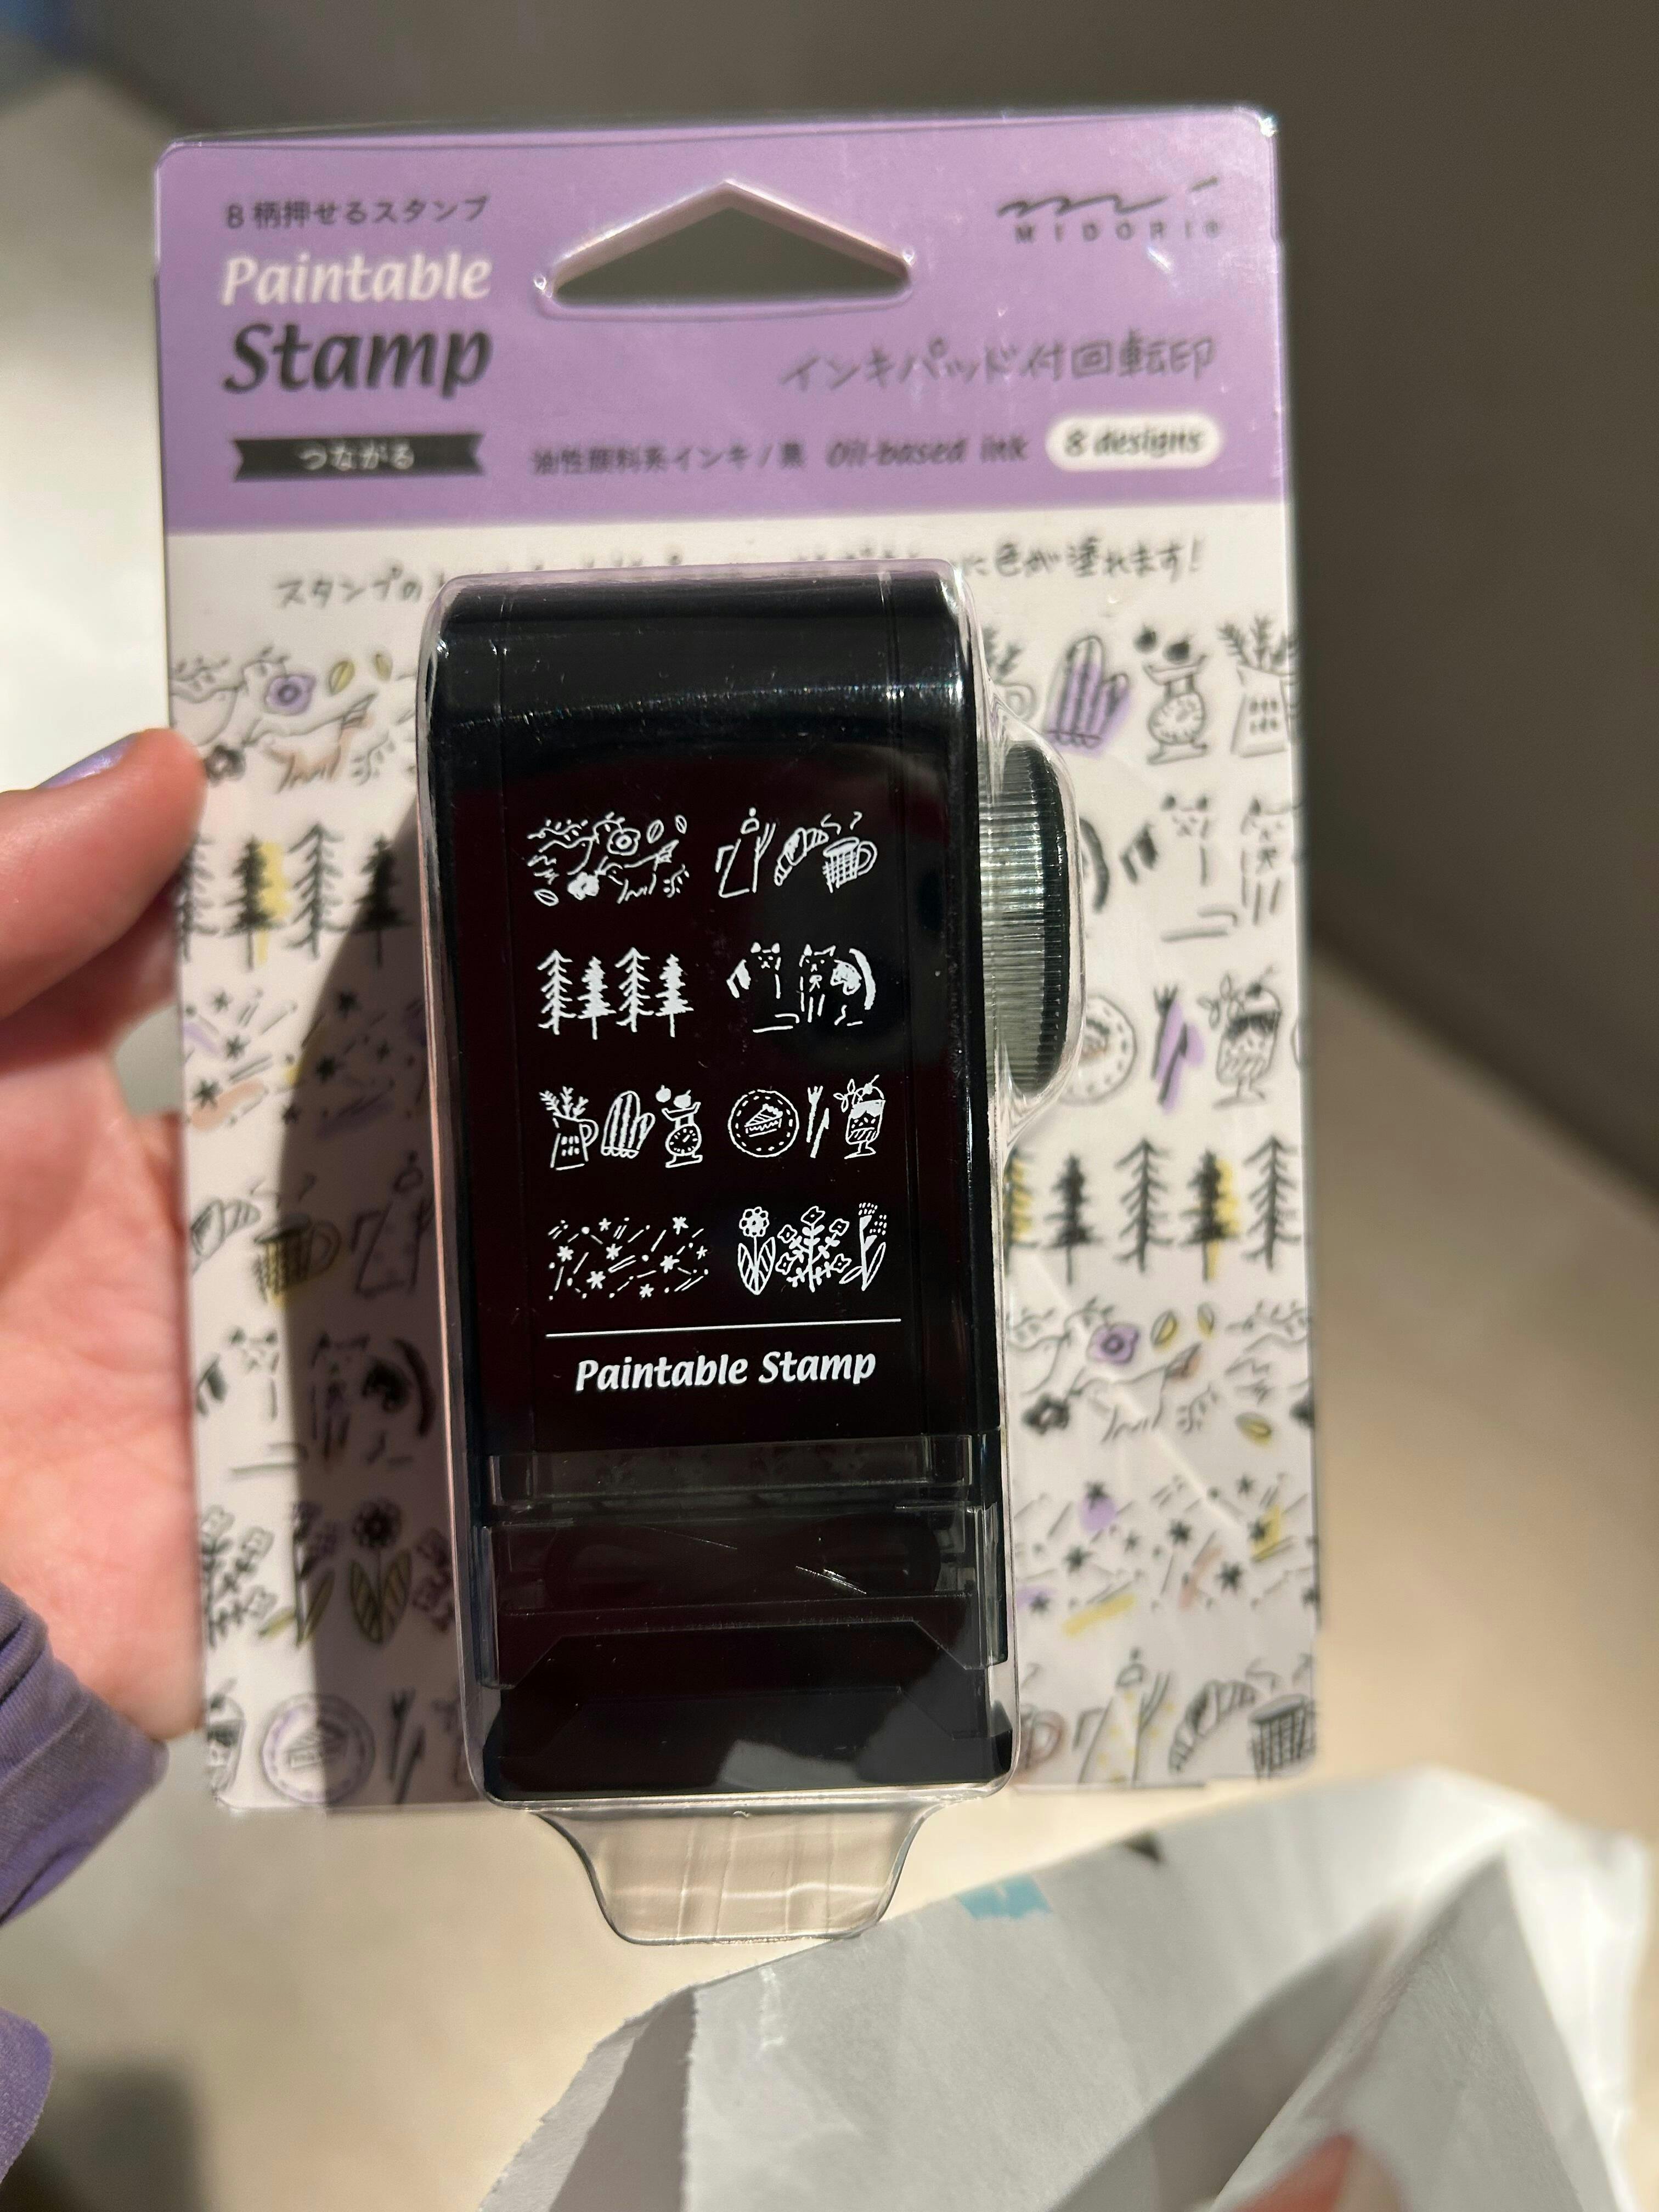 8柄押せるスタンプ
MIDORI®
Paintable
Stamp
インキパッド付回転印
つながる
油性顔料系インキ/黒 Oil-based ink 8 designs
スタンプの に色が塗れます!
Paintable Stamp